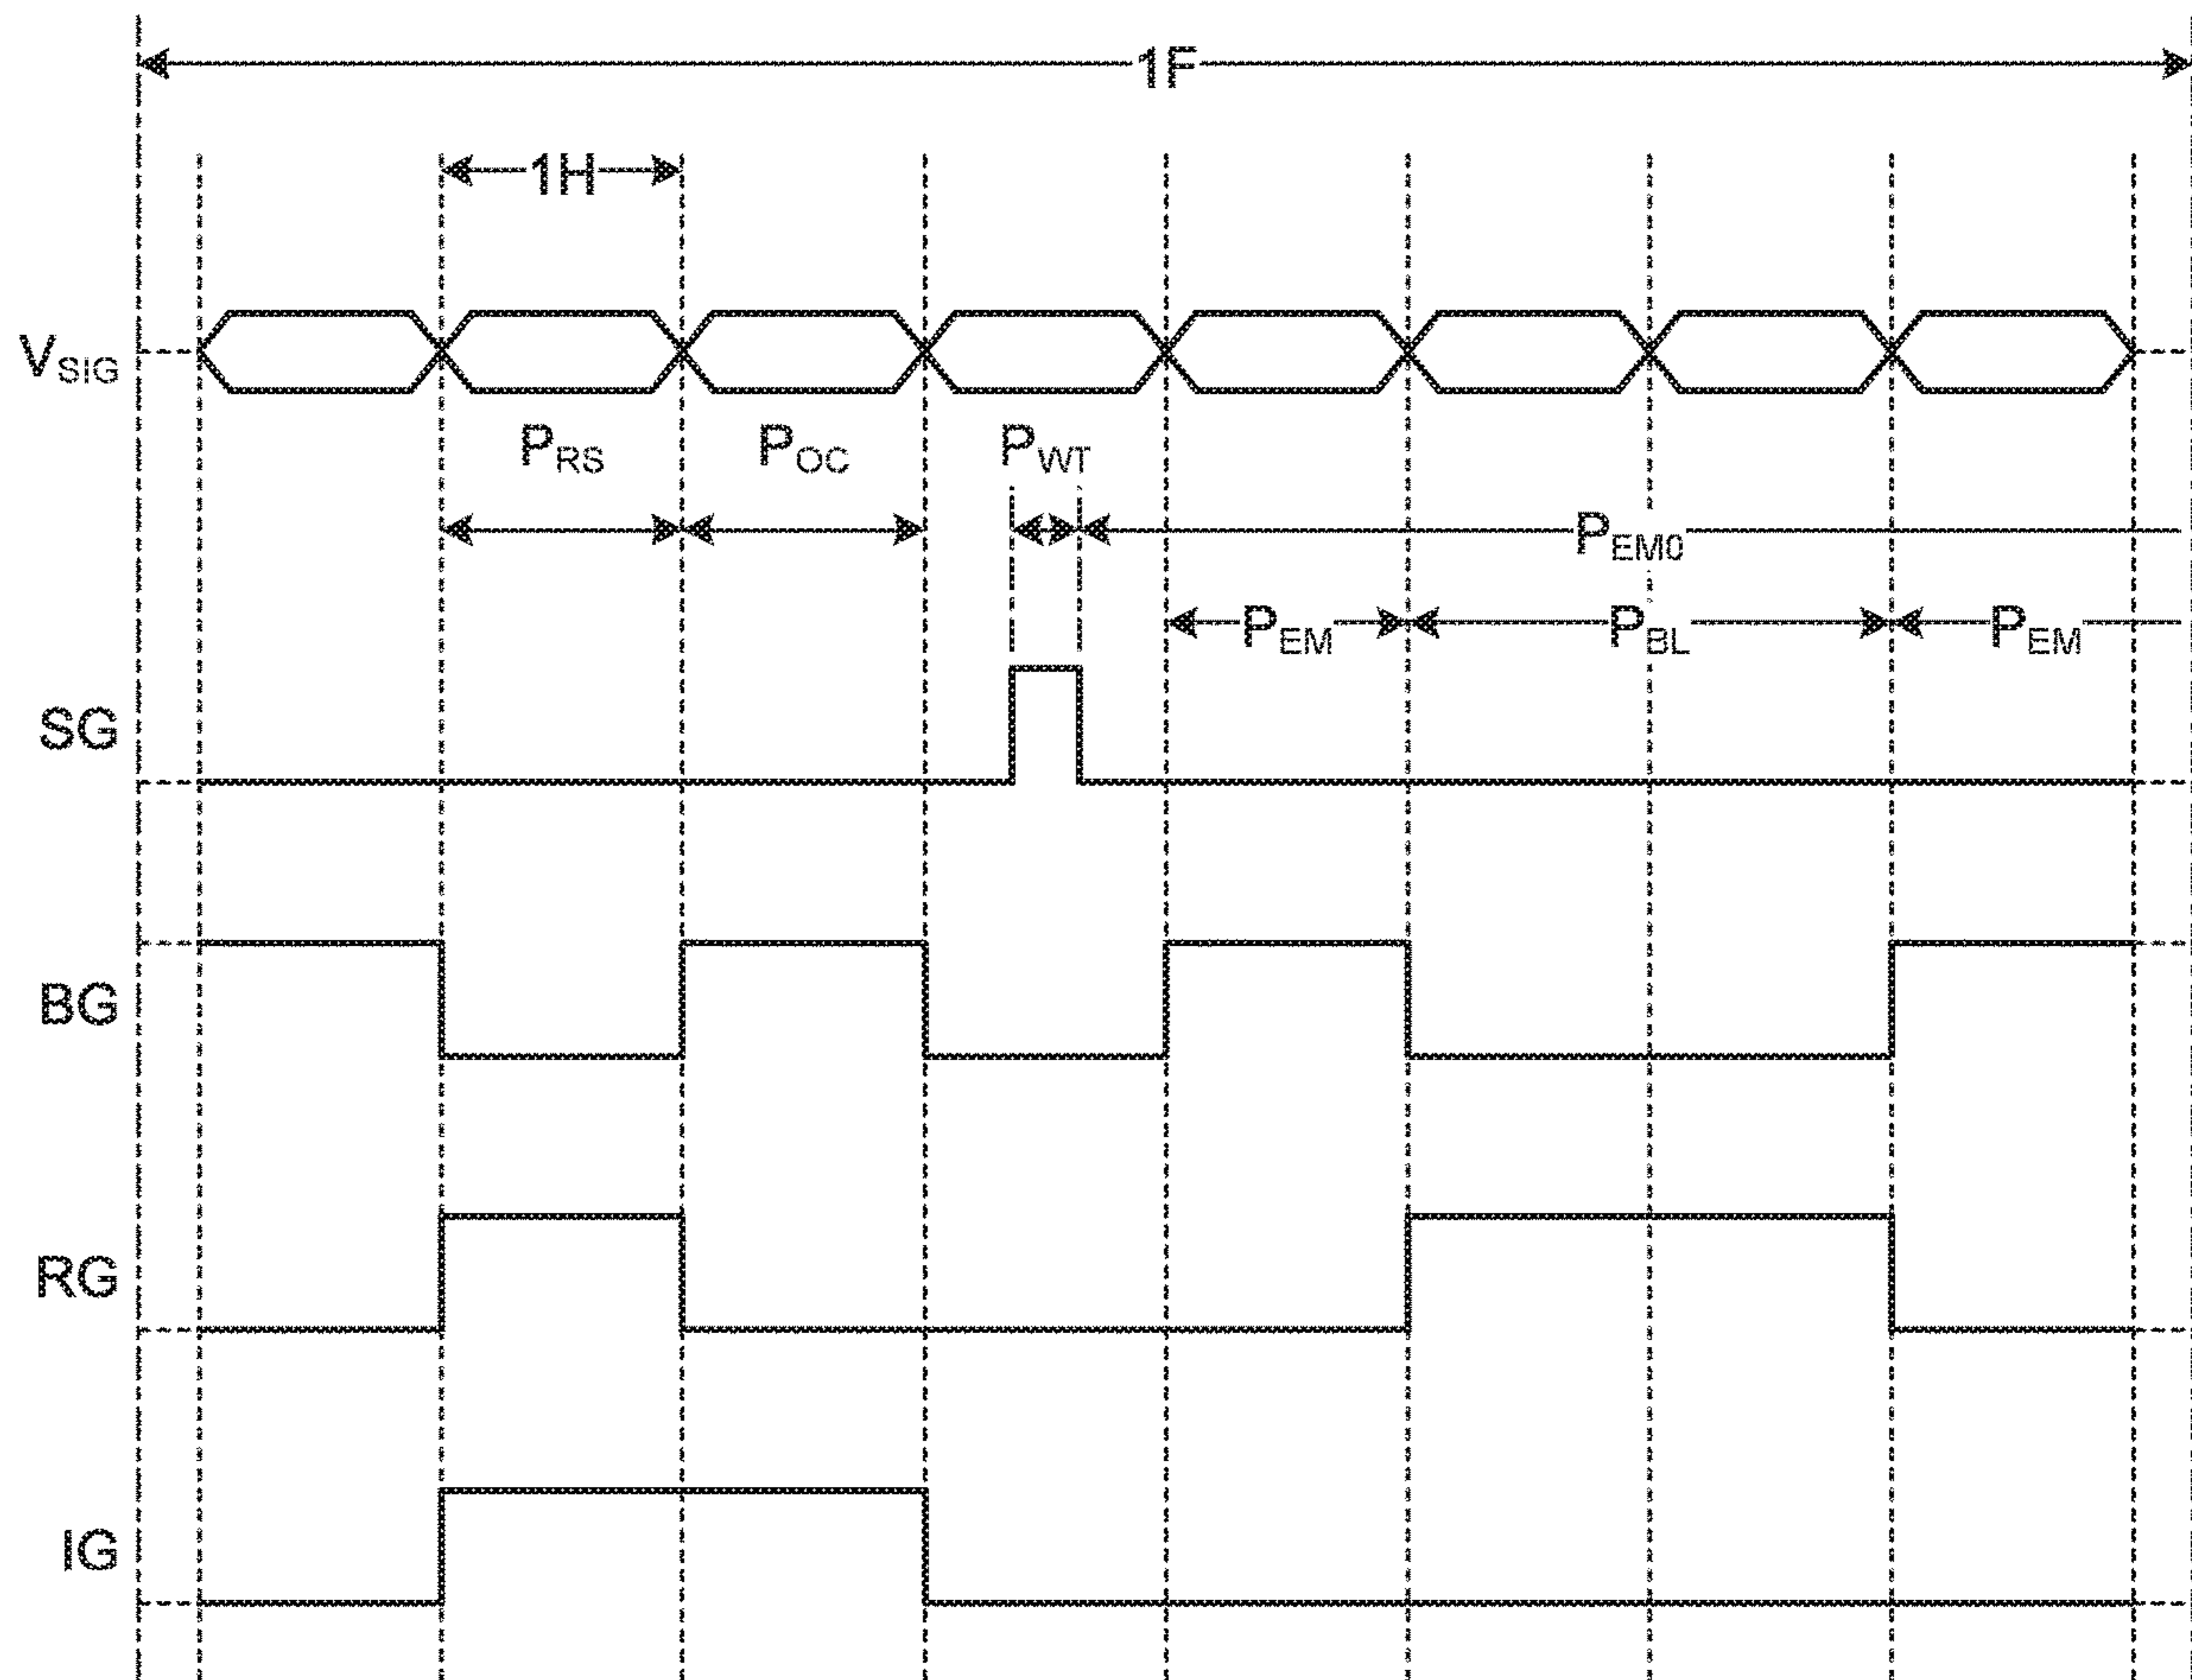 1F
1H
VSIG
PRS POC PWT
PEM0
PEM PBL PEM
SG
BG
RG
IG